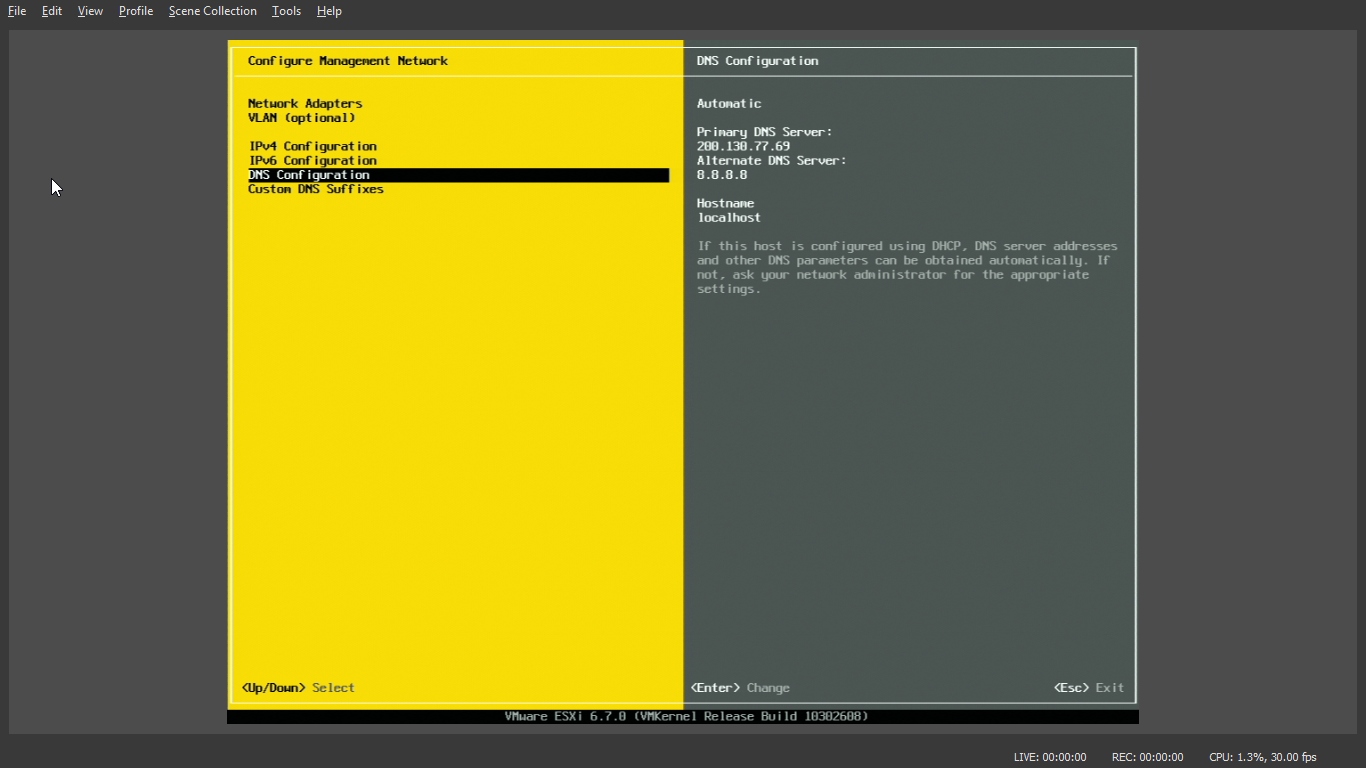 File Edit View Profile Scene Collection Tools Help
Configure Management Network
DNS Configuration
Network Adapters
VLAN (optional)
IPv4 Configuration
IPv6 Configuration
DNS Configuration
Custom DNS Suffixes
Automatic
Primary DNS Server:
200.130.77.69
Alternate DNS Server:
8.8.8.8
Hostname
localhost
If this host is configured using DHCP, DNS server addresses
and other DNS parameters can be obtained automatically. If
not, ask your network administrator for the appropriate
settings.
<Up/Down> Select
<Enter> Change
<Esc> Exit
VMware ESXi 6.7.0 (VMKernel Release Build 10302608)
LIVE: 00:00:00 REC: 00:00:00 CPU: 1.3%, 30.00 fps